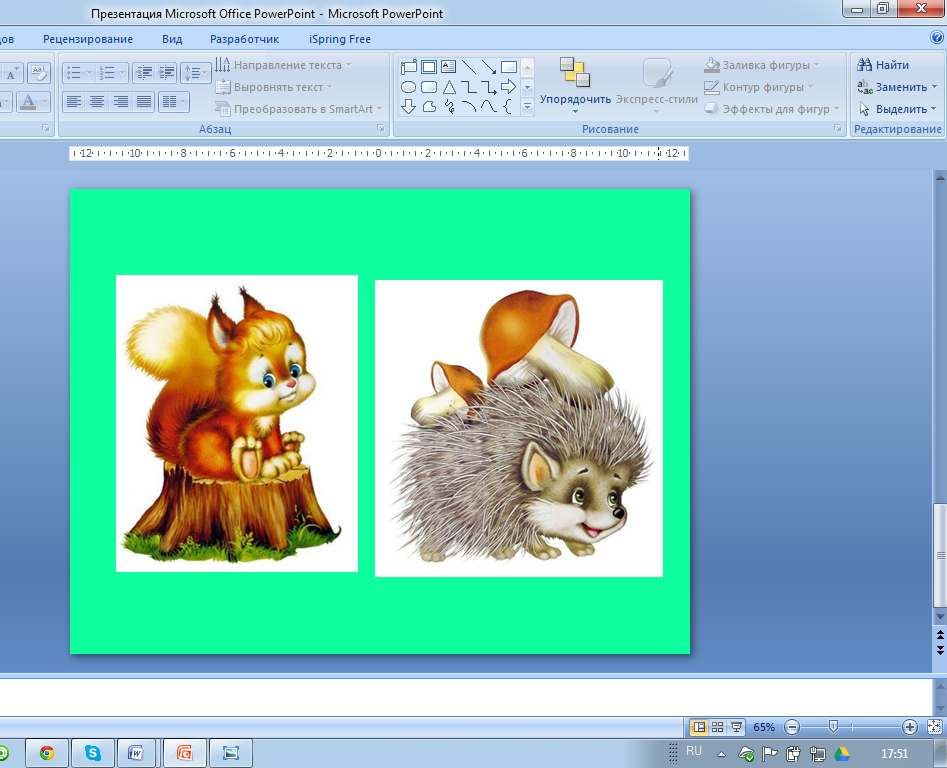 Презентация Microsoft Office PowerPoint - Microsoft PowerPoint
Рецензирование Вид Разработчик iSpring Free
Направление текста
Выровнять текст
Преобразовать в SmartArt
Абзац
Упорядочить
Экспресс-стили
Заливка фигуры
Контур фигуры
Эффекты для фигур
Рисование
Найти
Заменить
Выделить
Редактирование
12 10 8 6 4 2 0 2 4 6 8 10 12
65%
RU
17:51